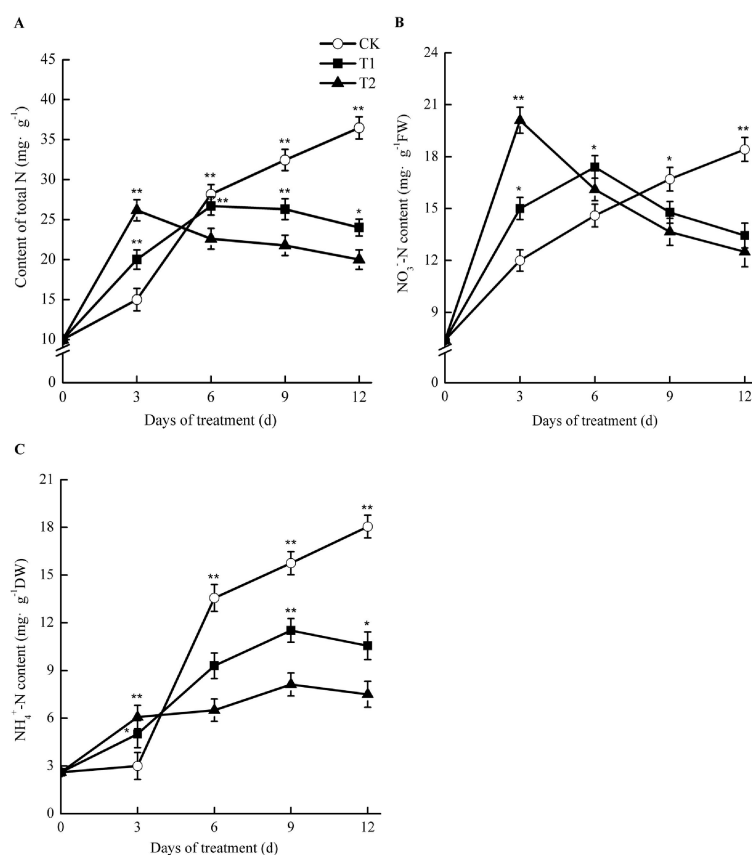 A
CK
T1
T2
45
40
35
30
25
20
15
10
0
Content of total N (mg· g-1)
** ** ** ** ** ** ** *
0 3 6 9 12
Days of treatment (d)
B
24
21
18
15
12
9
0
NO3--N content (mg· g-1FW)
** * * * **
0 3 6 9 12
Days of treatment (d)
C
21
18
15
12
9
6
3
0
NH4+-N content (mg· g-1DW)
** * ** ** ** ** *
0 3 6 9 12
Days of treatment (d)